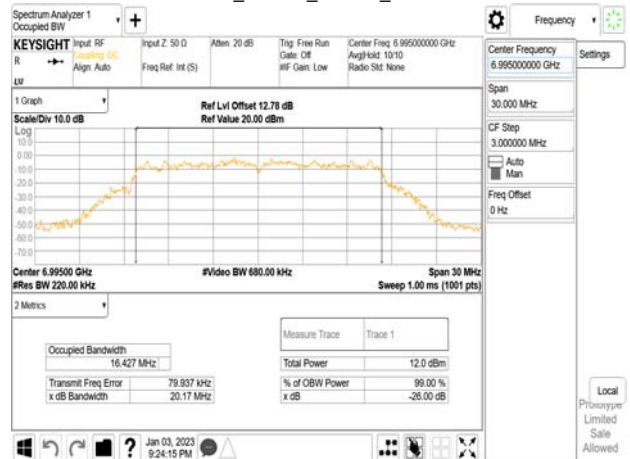 Spectrum Analyzer 1
Occupied BW
Frequency
KEYSIGHT
Input: RF
Coupling: DC
Align: Auto
Input Z: 50 Ω
Freq Ref: Int (S)
Atten: 20 dB
Trig: Free Run
Gate: Off
#IF Gain: Low
Center Freq: 6.995000000 GHz
Avg|Hold: 10/10
Radio Std: None
R
LVI
Center Frequency
6.995000000 GHz
Settings
Span
30.000 MHz
CF Step
3.000000 MHz
Auto
Man
Freq Offset
0 Hz
1 Graph
Scale/Div 10.0 dB
Ref Lvl Offset 12.78 dB
Ref Value 20.00 dBm
Log
10.0
0.00
-10.0
-20.0
-30.0
-40.0
-50.0
-60.0
-70.0
Center 6.99500 GHz
#Res BW 220.00 kHz
#Video BW 680.00 kHz
Span 30 MHz
Sweep 1.00 ms (1001 pts)
2 Metrics
Measure Trace Trace 1
Occupied Bandwidth
16.427 MHz
Total Power 12.0 dBm
Transmit Freq Error 79.937 kHz
% of OBW Power 99.00 %
x dB Bandwidth 20.17 MHz
x dB -26.00 dB
Local
Prototype
Limited
Sale
Allowed
?
Jan 03, 2023
9:24:15 PM